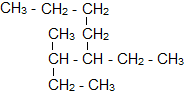 CH₃ - CH₂ - CH₂
CH₃ CH₂
CH - CH - CH₂ - CH₃
CH₂ - CH₃